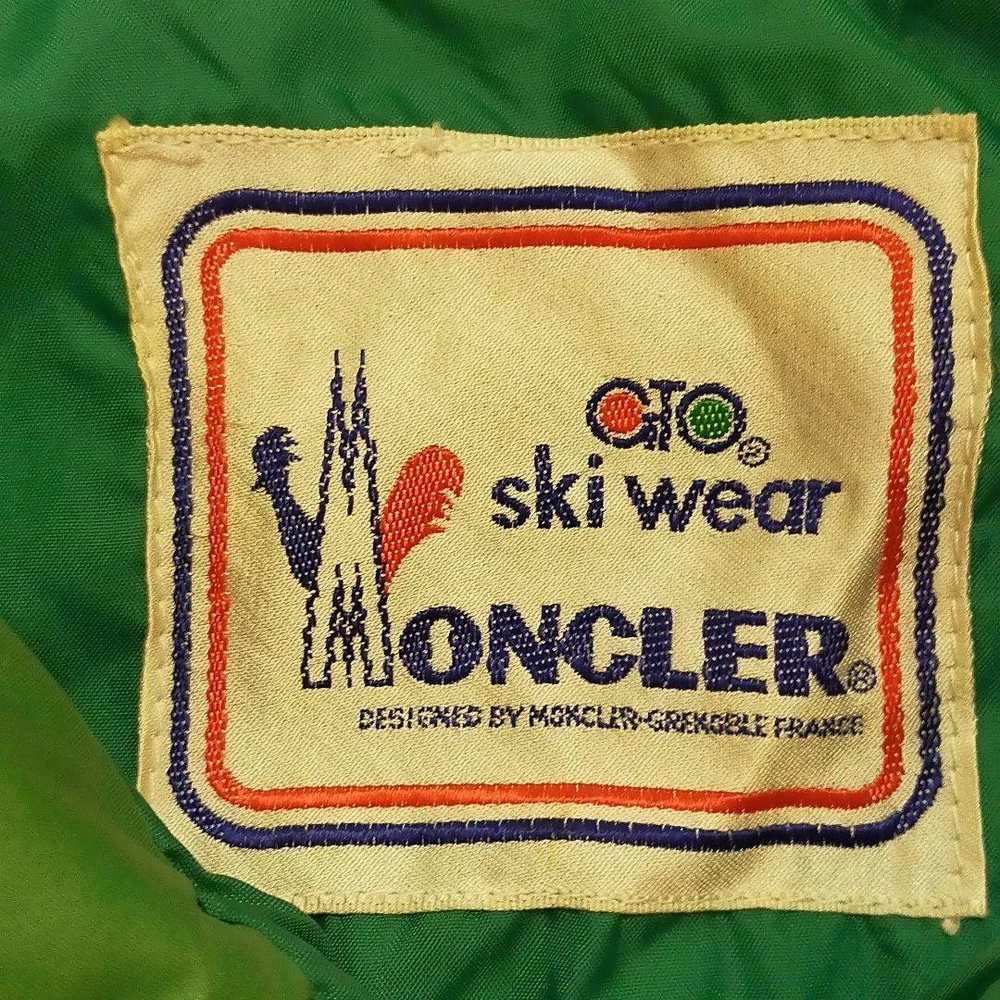 GTO®
ski wear
MONCLER®
DESIGNED BY MONCLER-GRENOBLE FRANCE